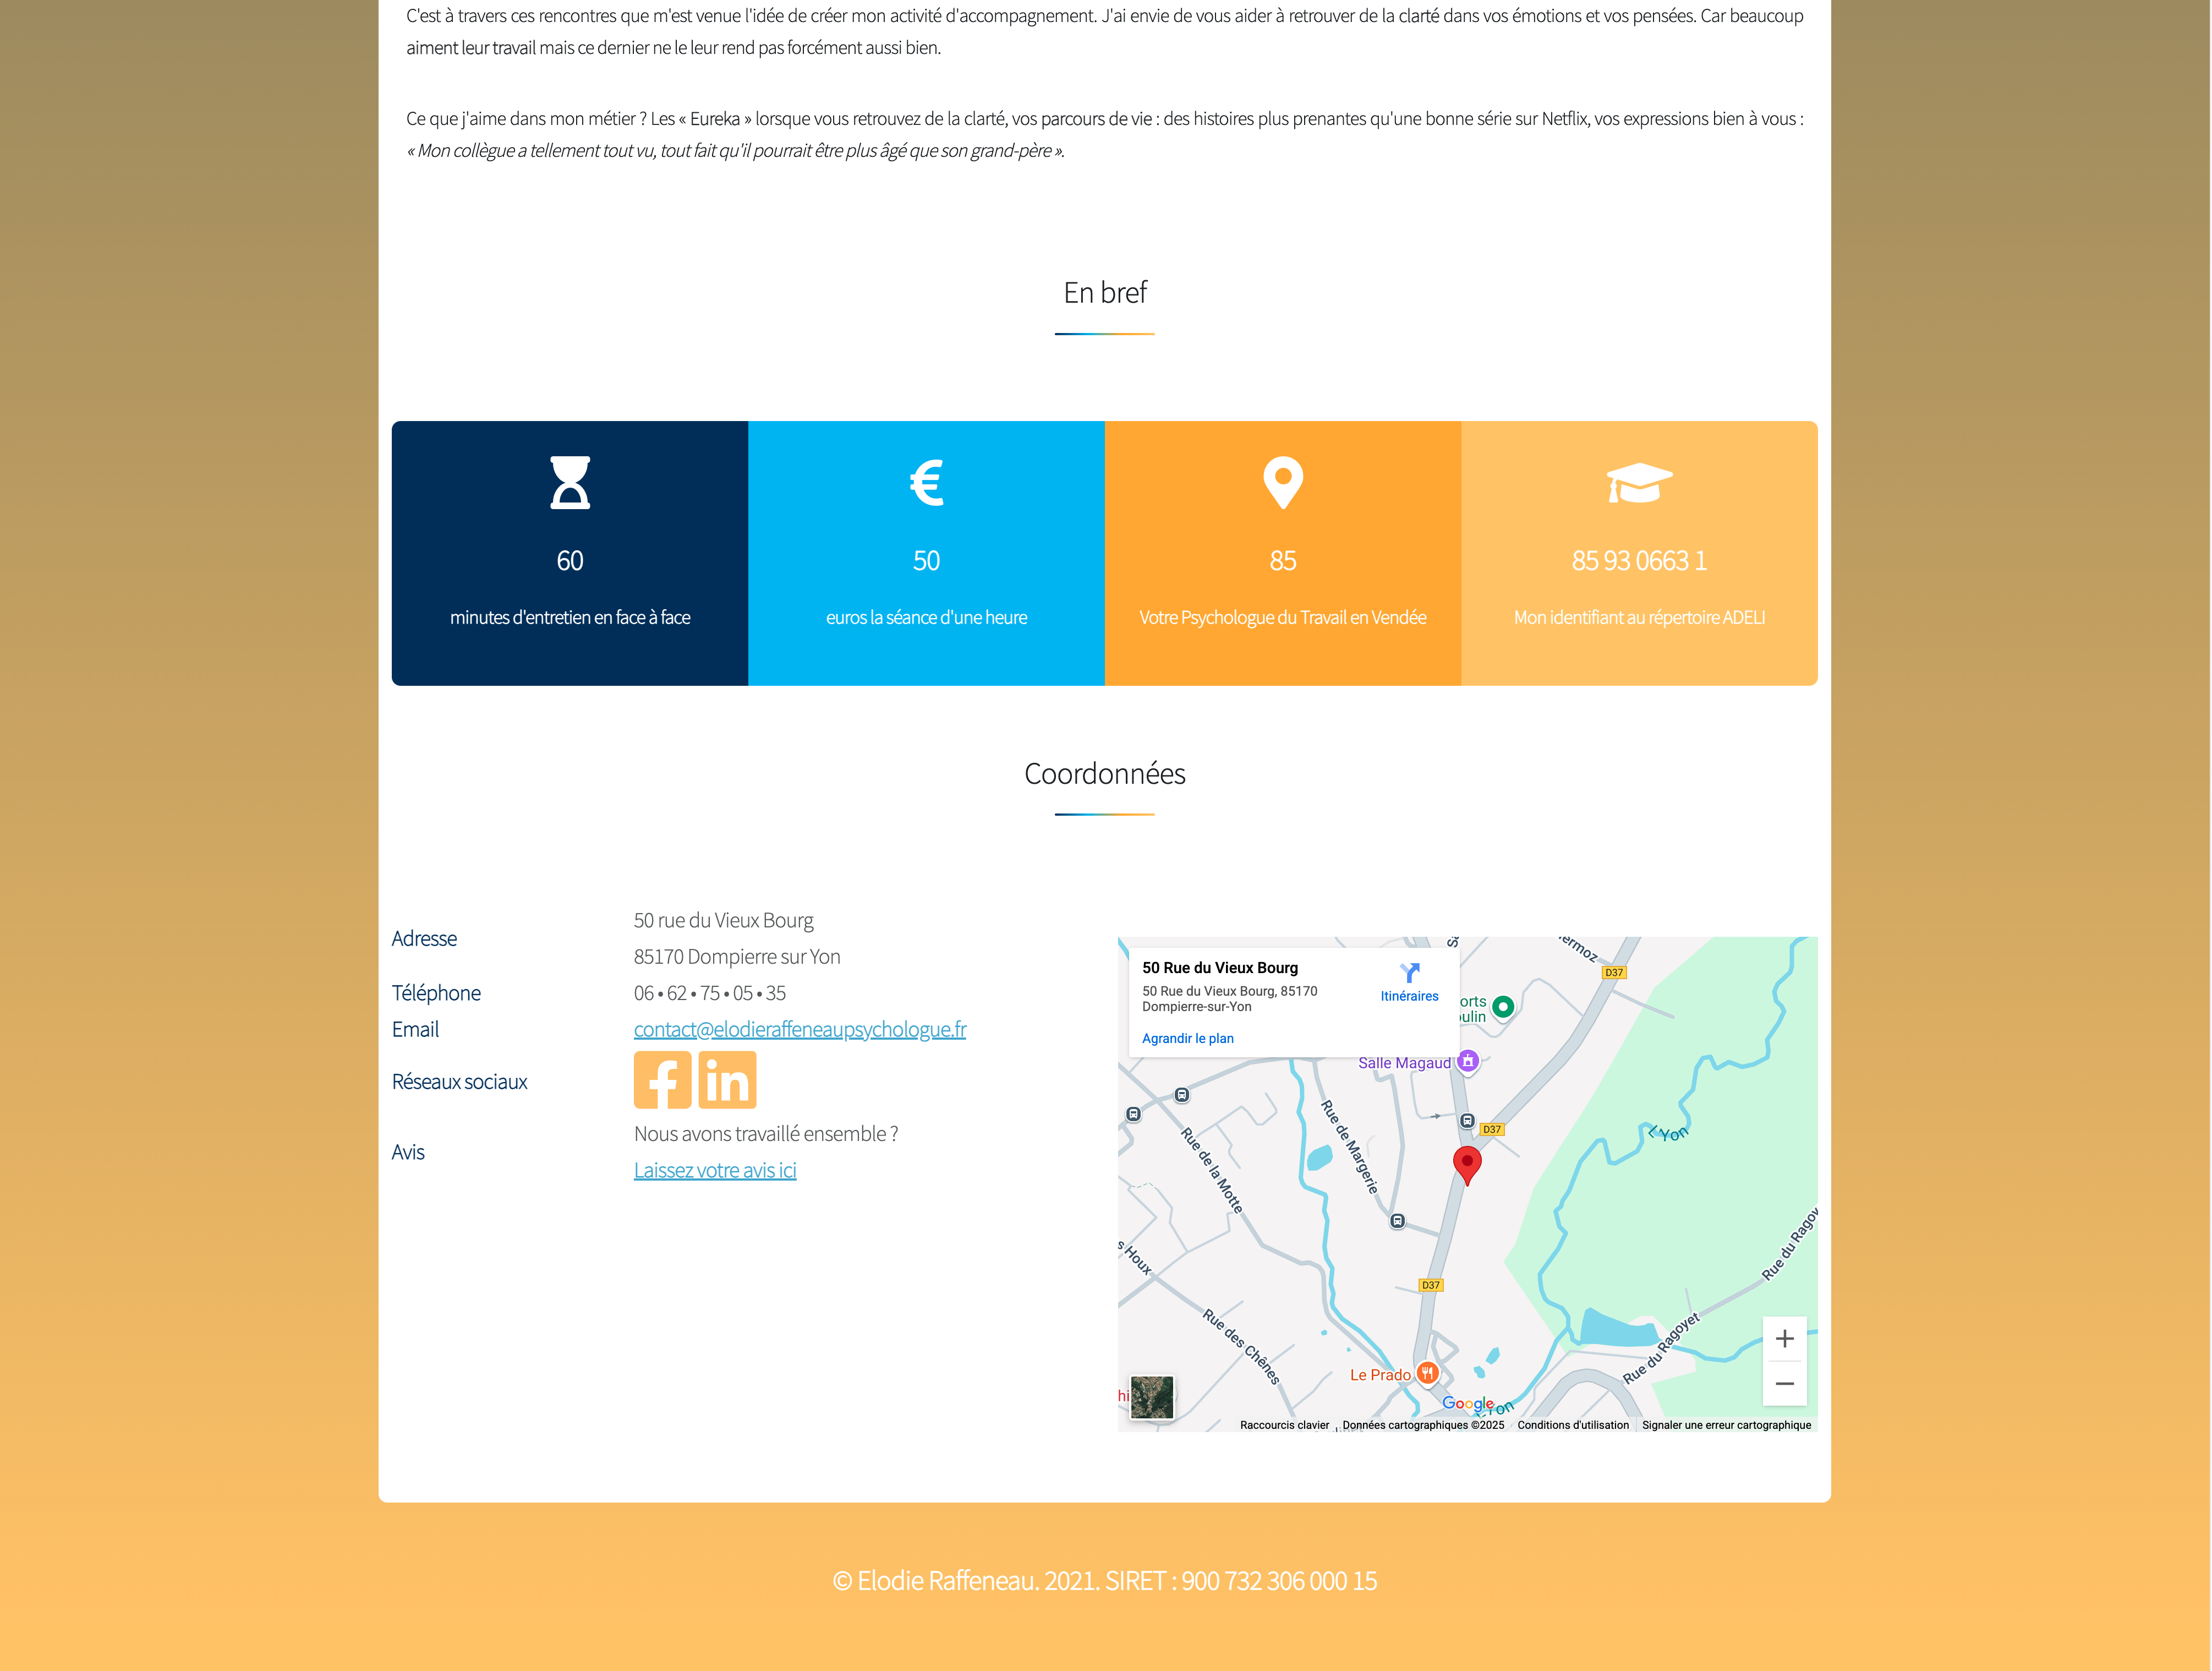 C'est à travers ces rencontres que m'est venue l'idée de créer mon activité d'accompagnement. J'ai envie de vous aider à retrouver de la clarté dans vos émotions et vos pensées. Car beaucoup
aiment leur travail mais ce dernier ne le leur rend pas forcément aussi bien.
Ce que j'aime dans mon métier ? Les « Eureka » lorsque vous retrouvez de la clarté, vos parcours de vie : des histoires plus prenantes qu'une bonne série sur Netflix, vos expressions bien à vous :
« Mon collègue a tellement tout vu, tout fait qu'il pourrait être plus âgé que son grand-père ».
En bref
60
minutes d'entretien en face à face
€
50
euros la séance d'une heure
85
Votre Psychologue du Travail en Vendée
85 93 0663 1
Mon identifiant au répertoire ADELI
Coordonnées
Adresse
50 rue du Vieux Bourg
85170 Dompierre sur Yon
Téléphone
06 • 62 • 75 • 05 • 35
Email
contact@elodieraffeneaupsychologue.fr
Réseaux sociaux
f in
Avis
Nous avons travaillé ensemble ?
Laissez votre avis ici
50 Rue du Vieux Bourg
50 Rue du Vieux Bourg, 85170
Dompierre-sur-Yon
Itinéraires
Agrandir le plan
ermoz
D37
orts
oulin
Salle Magaud
D37
L'Yon
Rue de Margerie
Rue de la Motte
s Houx
D37
Rue des Chênes
Rue du Ragoyet
Rue du Ragoy
Le Prado
Google
L'Yon
+
−
Raccourcis clavier
Données cartographiques ©2025
Conditions d'utilisation
Signaler une erreur cartographique
© Elodie Raffeneau. 2021. SIRET : 900 732 306 000 15